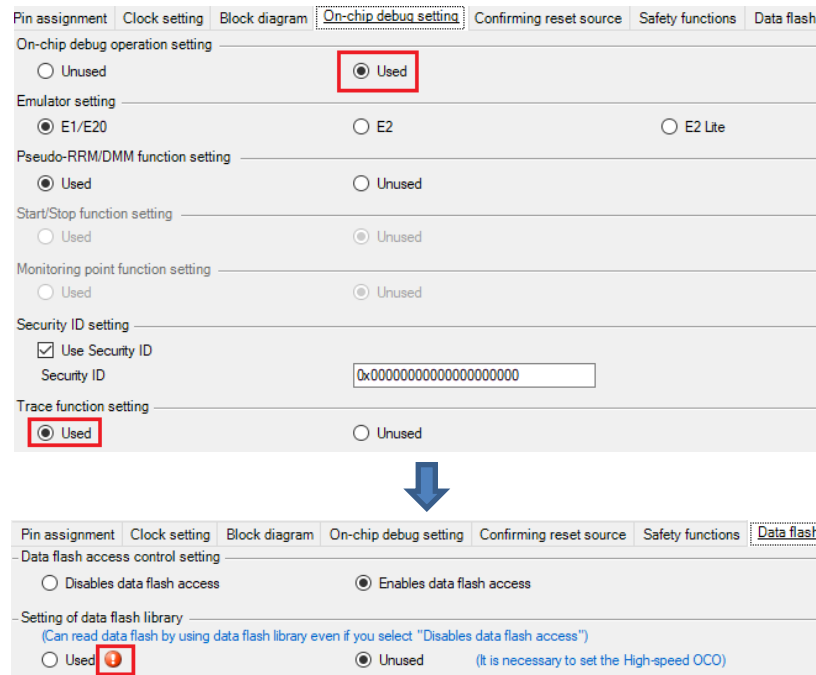 Pin assignment Clock setting Block diagram On-chip debug setting Confirming reset source Safety functions Data flash
On-chip debug operation setting
Unused Used
Emulator setting
E1/E20 E2 E2 Lite
Pseudo-RRM/DMM function setting
Used Unused
Start/Stop function setting
Used Unused
Monitoring point function setting
Used Unused
Security ID setting
Use Security ID
Security ID 0x00000000000000000000
Trace function setting
Used Unused
Pin assignment Clock setting Block diagram On-chip debug setting Confirming reset source Safety functions Data flash
Data flash access control setting
Disables data flash access Enables data flash access
Setting of data flash library
(Can read data flash by using data flash library even if you select "Disables data flash access")
Used Unused (It is necessary to set the High-speed OCO)